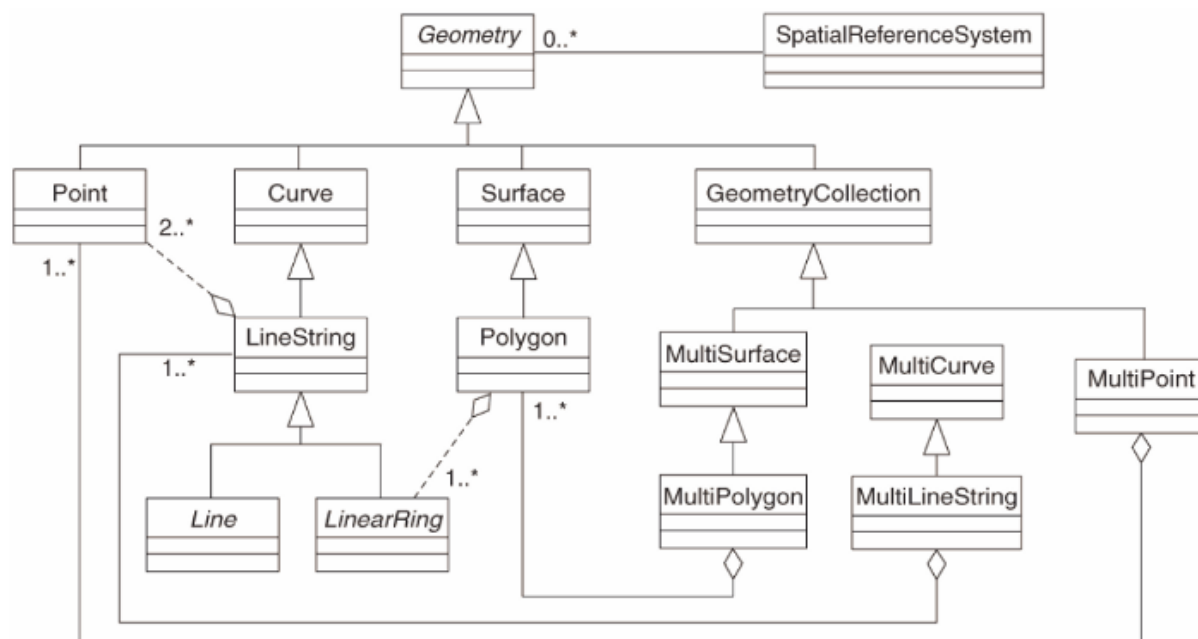 Geometry
0..*
SpatialReferenceSystem
Point
Curve
Surface
GeometryCollection
2..*
1..*
LineString
1..*
Polygon
1..*
MultiSurface
MultiCurve
MultiPoint
1..*
Line
LinearRing
MultiPolygon
MultiLineString